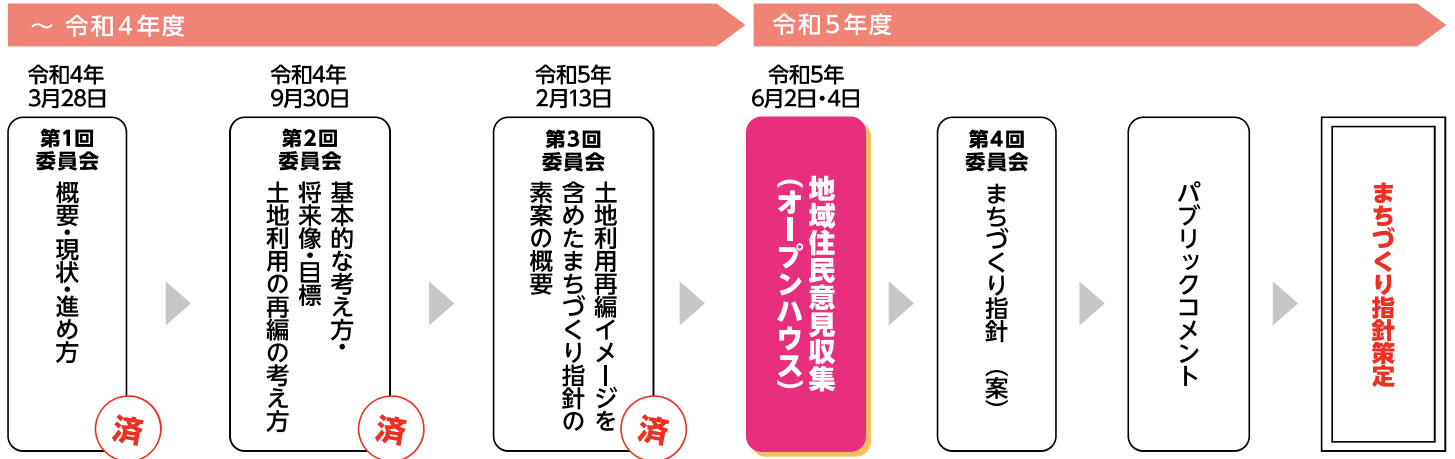 ～ 令和4年度
令和5年度
令和4年
3月28日
第1回
委員会
概要・現状・進め方
済
令和4年
9月30日
第2回
委員会
基本的な考え方・
将来像・目標
土地利用の再編の考え方
済
令和5年
2月13日
第3回
委員会
土地利用再編イメージを
含めたまちづくり指針の
素案の概要
済
令和5年
6月2日・4日
地域住民意見収集
（オープンハウス）
第4回
委員会
まちづくり指針　（案）
パブリックコメント
まちづくり指針策定